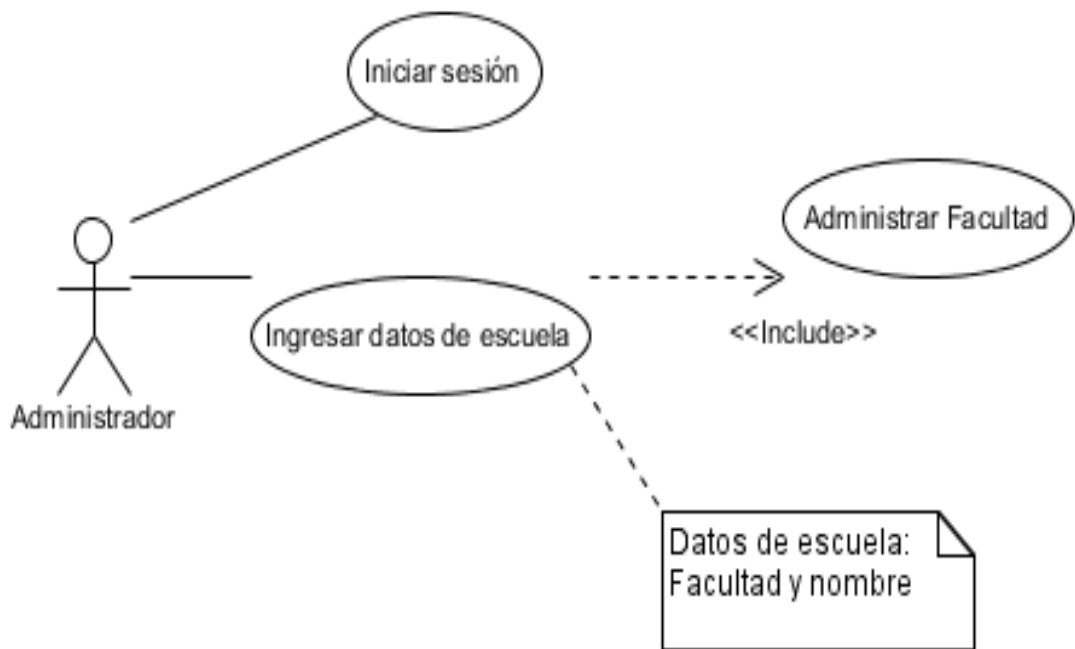 Iniciar sesión
Administrar Facultad
Ingresar datos de escuela
<<Include>>
Administrador
Datos de escuela:
Facultad y nombre